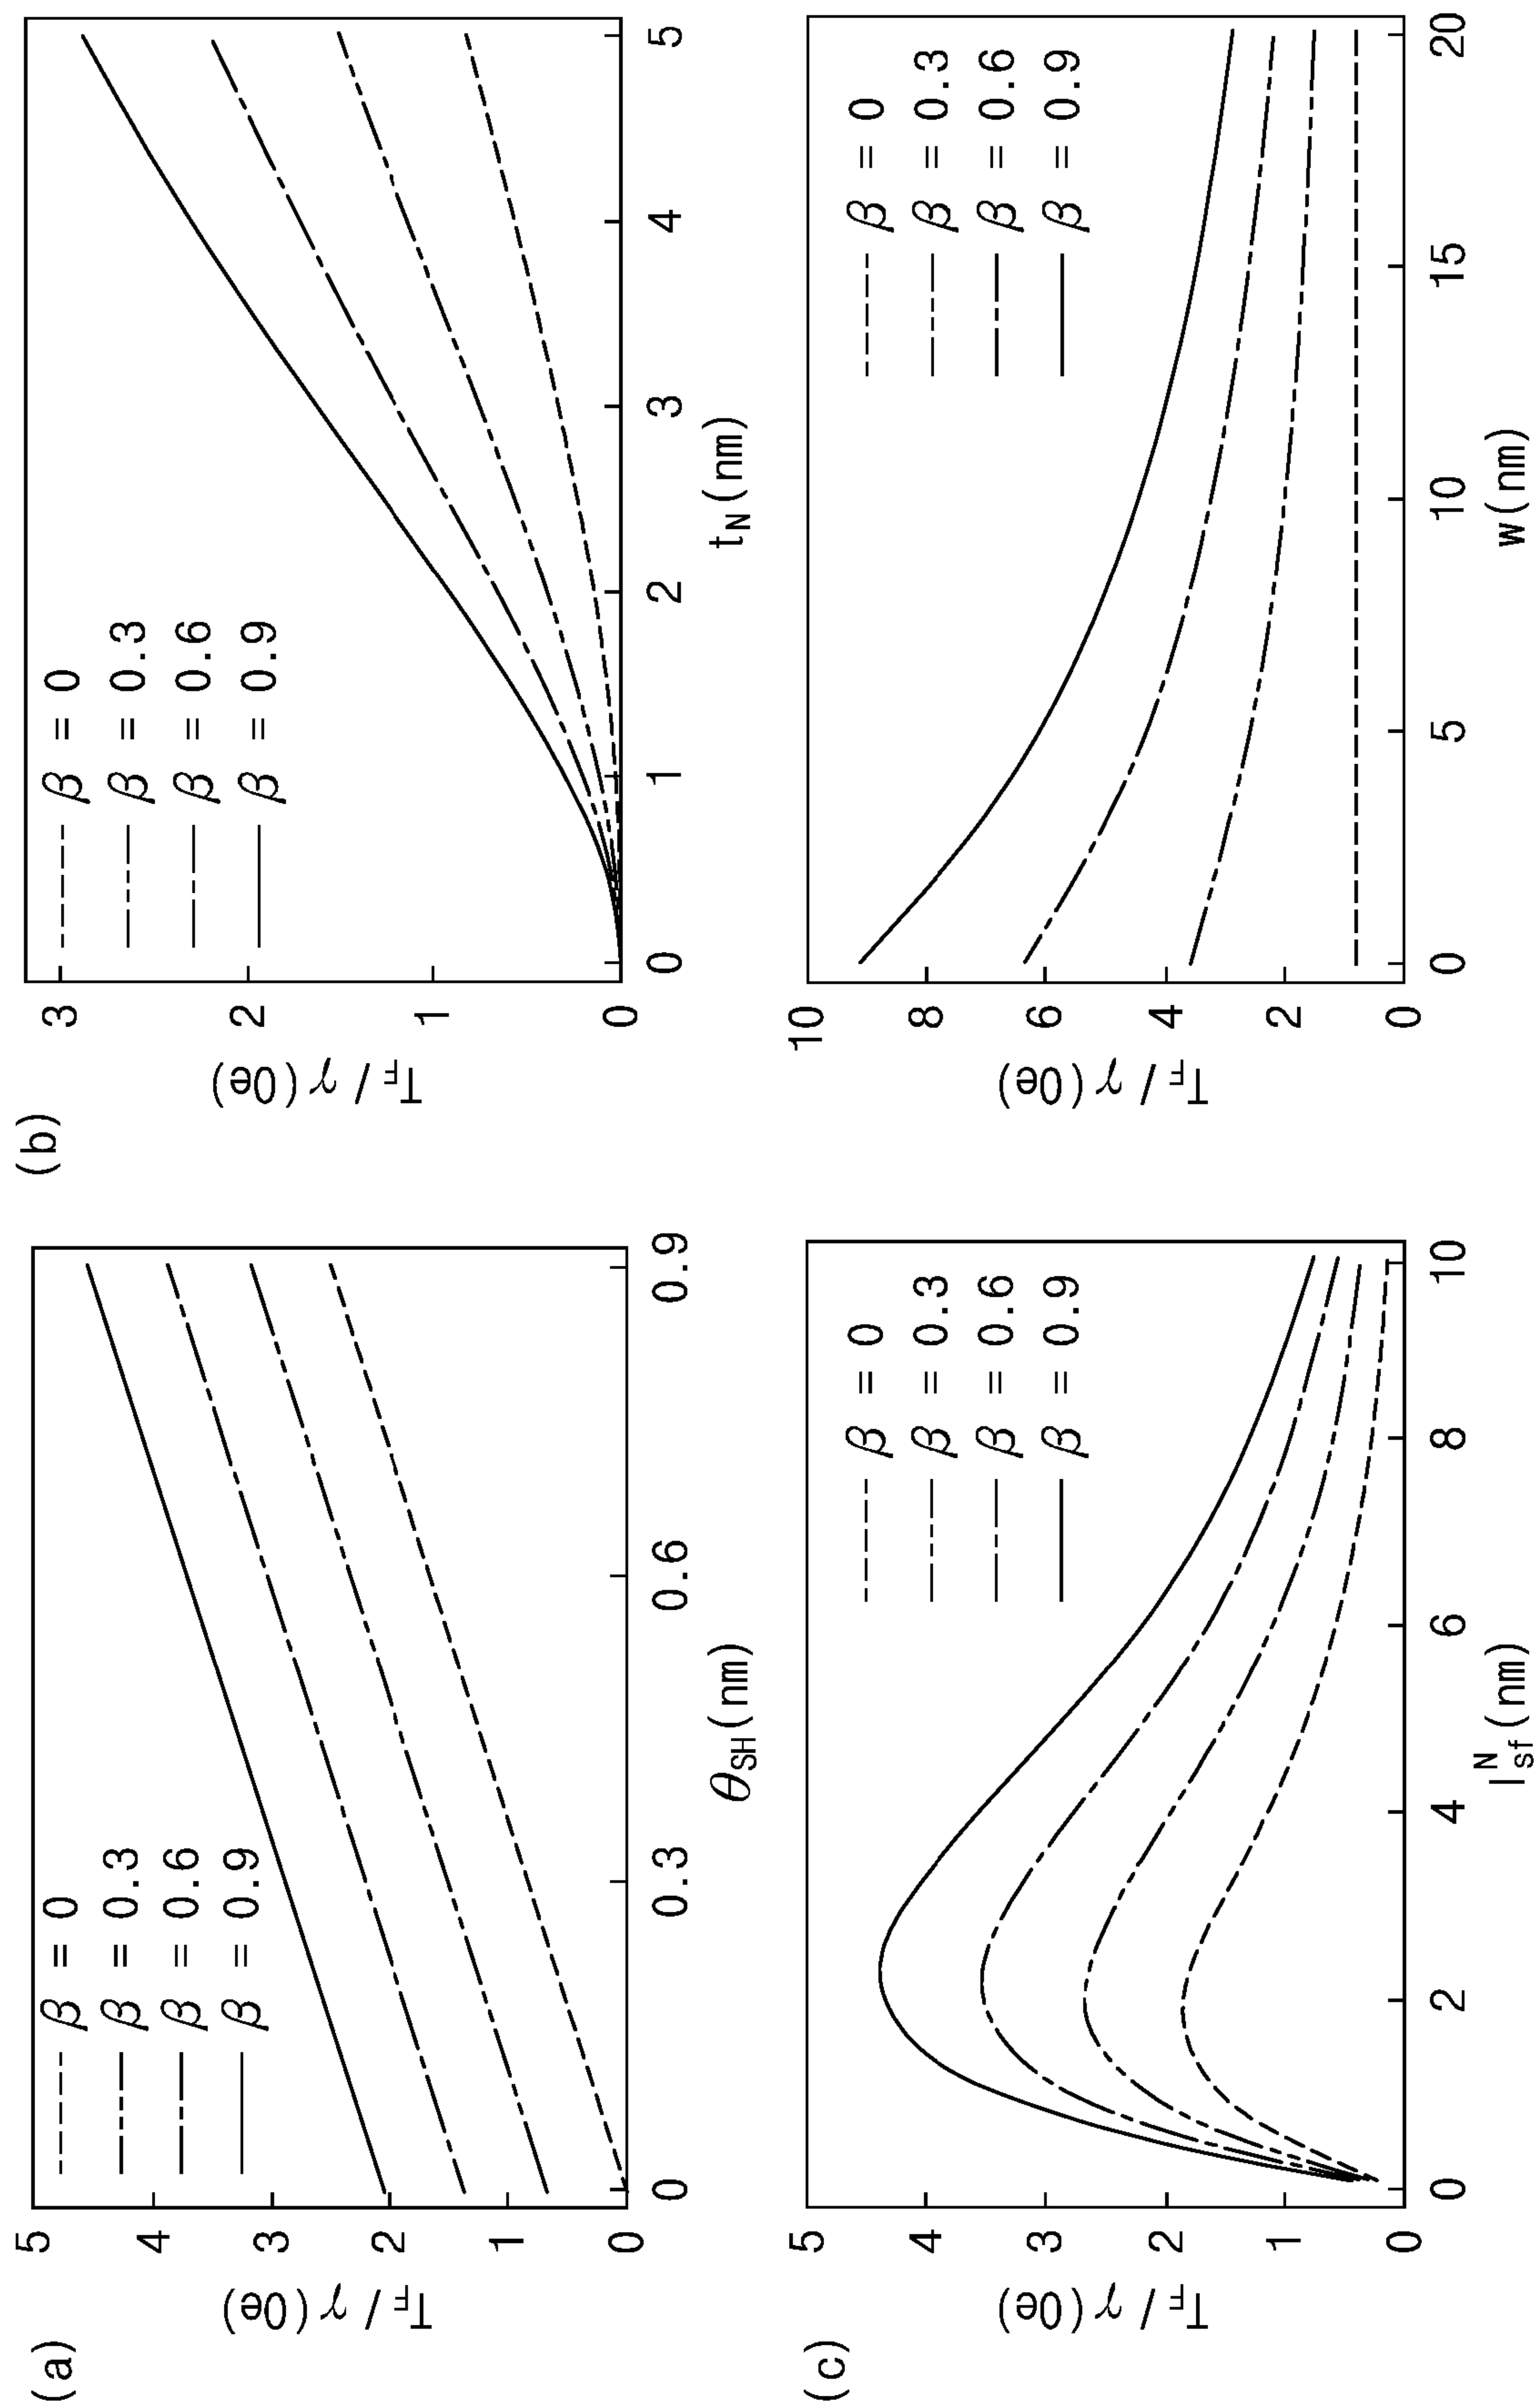 (a)
T_F/γ(Oe)
5
4
3
2
1
0
β = 0
β = 0.3
β = 0.6
β = 0.9
0
0.3
0.6
0.9
θ_SH(nm)
(b)
T_F/γ(Oe)
3
2
1
0
β = 0
β = 0.3
β = 0.6
β = 0.9
0
1
2
3
4
5
t_N(nm)
(c)
T_F/γ(Oe)
5
4
3
2
1
0
β = 0
β = 0.3
β = 0.6
β = 0.9
0
2
4
6
8
10
l^N_sf(nm)
T_F/γ(Oe)
10
8
6
4
2
0
β = 0
β = 0.3
β = 0.6
β = 0.9
0
5
10
15
20
w(nm)